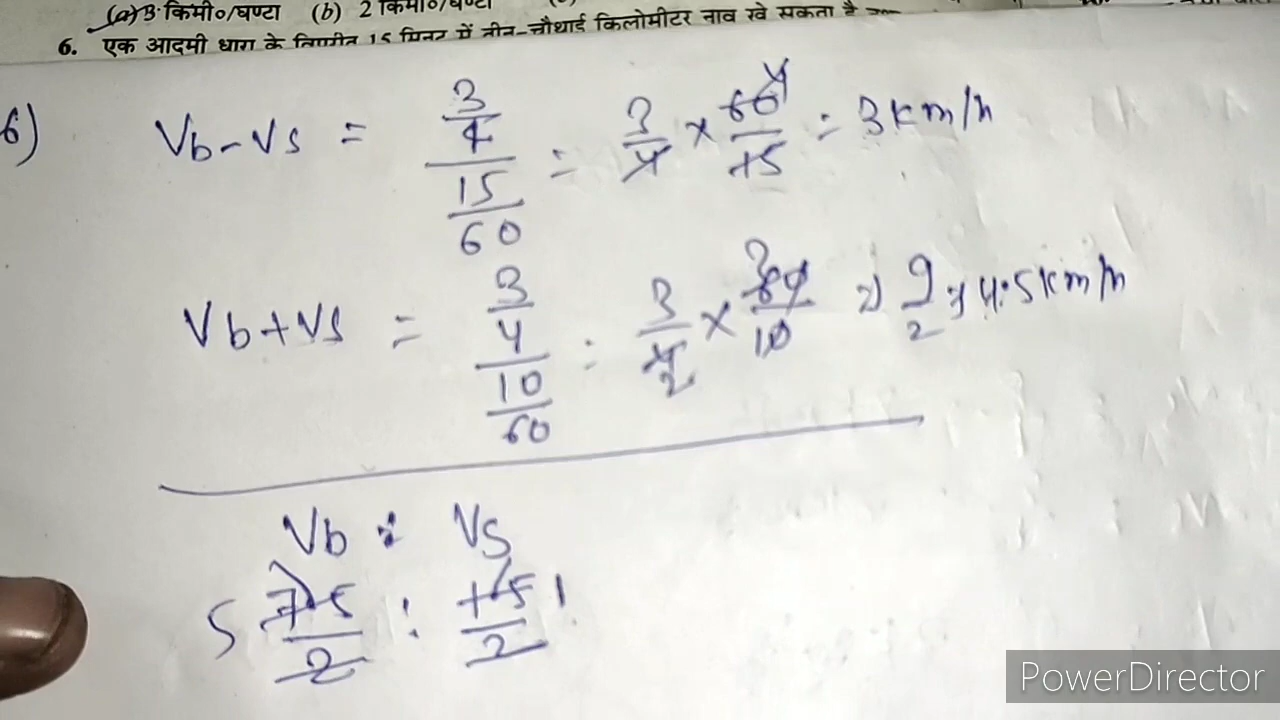 (a) 3 किमी०/घण्टा (b) 2 किमी०/घण्टा
6. एक आदमी धारा के विपरीत 15 मिनट में तीन-चौथाई किलोमीटर नाव खे सकता है
6) Vb - Vs = 3/4 / 15/60 = 3/4 × 60/15 = 3 km/h
Vb + Vs = 3/4 / 10/60 = 3/4 × 60/10 ⇒ 9/2 ⇒ 4.5 km/h
Vb : Vs
5 7.5/2 : 1.5/2 1
PowerDirector